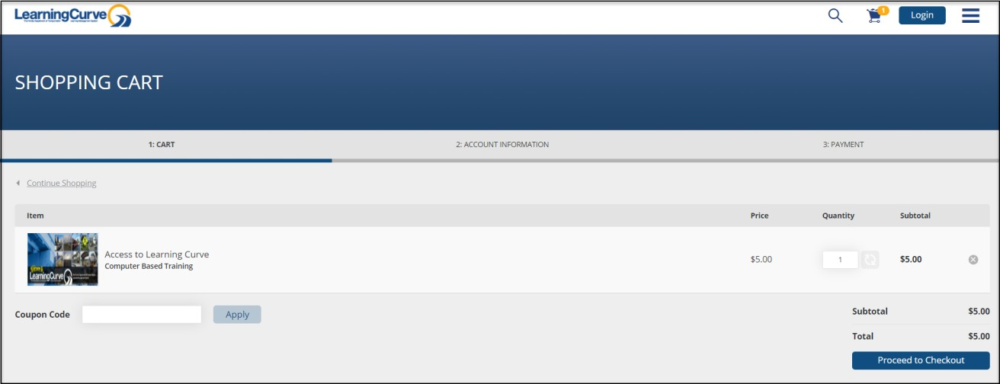 LearningCurve
1
Login
SHOPPING CART
1: CART
2: ACCOUNT INFORMATION
3: PAYMENT
Continue Shopping
Item Price Quantity Subtotal
Access to Learning Curve
Computer Based Training
$5.00 1 $5.00
LearningCurve
Coupon Code Apply
Subtotal $5.00
Total $5.00
Proceed to Checkout